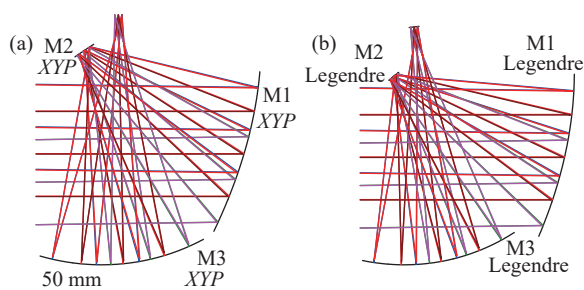 (a)
M2
XYP
M1
XYP
M3
XYP
50 mm
(b)
M2
Legendre
M1
Legendre
M3
Legendre